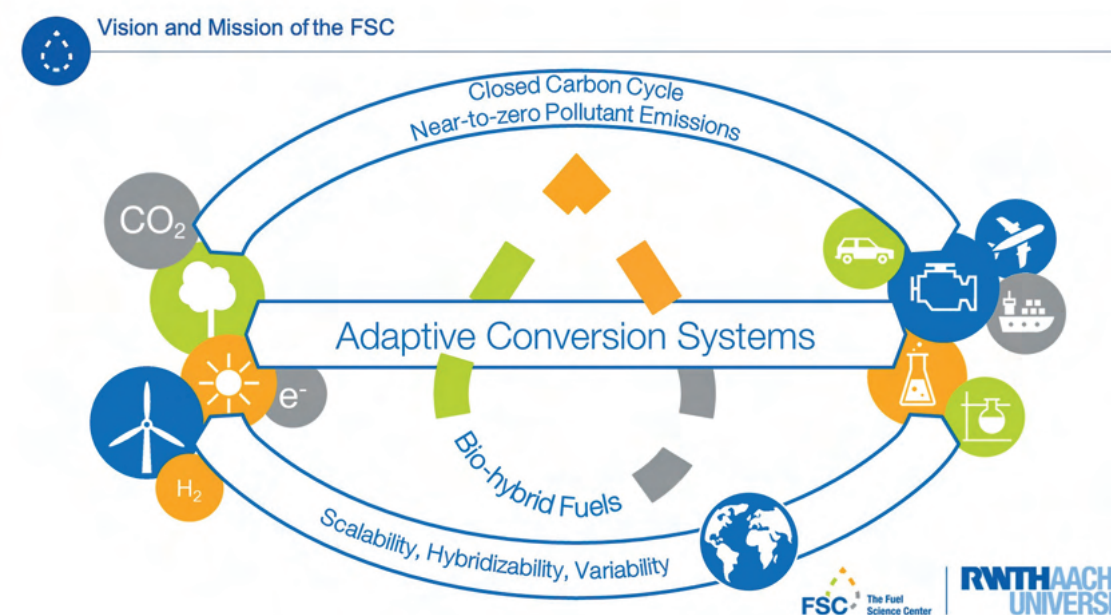 Vision and Mission of the FSC
Closed Carbon Cycle
Near-to-zero Pollutant Emissions
CO₂
Adaptive Conversion Systems
e⁻
H₂
Bio-hybrid Fuels
Scalability, Hybridizability, Variability
FSC
The Fuel
Science Center
RWTHAACH
UNIVERSI